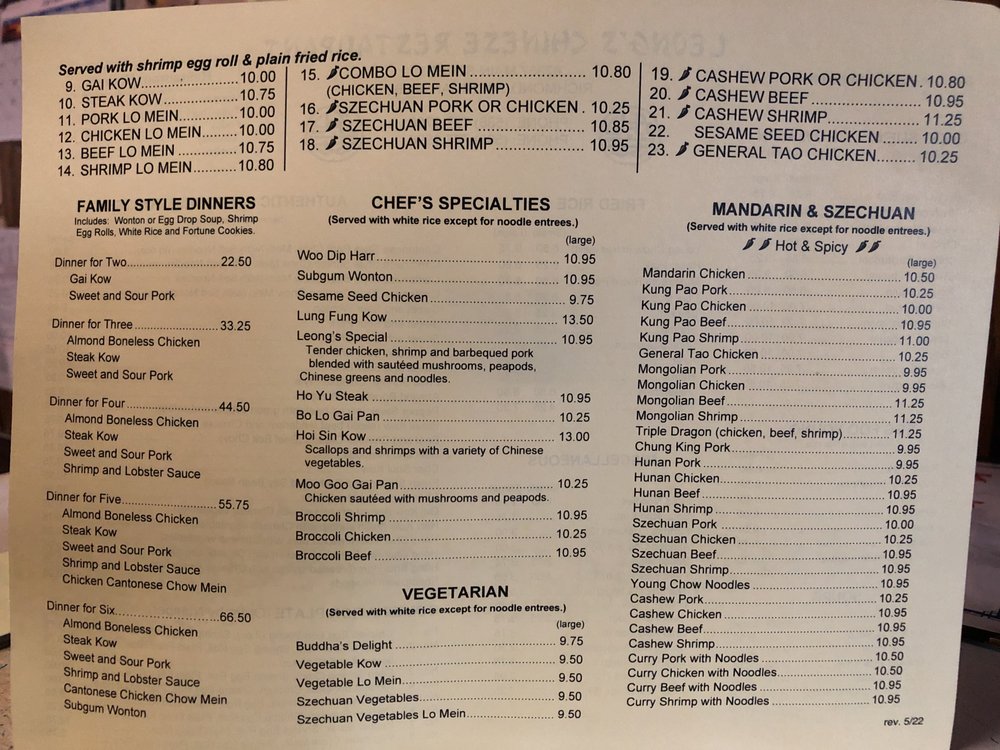 LEONG'S CHINESE RESTAURANT
Served with shrimp egg roll & plain fried rice.
9. GAI KOW 10.00
10. STEAK KOW 10.75
11. PORK LO MEIN 10.00
12. CHICKEN LO MEIN 10.00
13. BEEF LO MEIN 10.75
14. SHRIMP LO MEIN 10.80
15. COMBO LO MEIN 10.80
(CHICKEN, BEEF, SHRIMP)
16. SZECHUAN PORK OR CHICKEN 10.25
17. SZECHUAN BEEF 10.85
18. SZECHUAN SHRIMP 10.95
19. CASHEW PORK OR CHICKEN 10.80
20. CASHEW BEEF 10.95
21. CASHEW SHRIMP 11.25
22. SESAME SEED CHICKEN 10.00
23. GENERAL TAO CHICKEN 10.25
FAMILY STYLE DINNERS
Includes: Wonton or Egg Drop Soup, Shrimp
Egg Rolls, White Rice and Fortune Cookies.
Dinner for Two 22.50
Gai Kow
Sweet and Sour Pork
Dinner for Three 33.25
Almond Boneless Chicken
Steak Kow
Sweet and Sour Pork
Dinner for Four 44.50
Almond Boneless Chicken
Steak Kow
Sweet and Sour Pork
Shrimp and Lobster Sauce
Dinner for Five 55.75
Almond Boneless Chicken
Steak Kow
Sweet and Sour Pork
Shrimp and Lobster Sauce
Chicken Cantonese Chow Mein
Dinner for Six 66.50
Almond Boneless Chicken
Steak Kow
Sweet and Sour Pork
Shrimp and Lobster Sauce
Cantonese Chicken Chow Mein
Subgum Wonton
CHEF'S SPECIALTIES
(Served with white rice except for noodle entrees.)
(large)
Woo Dip Harr 10.95
Subgum Wonton 10.95
Sesame Seed Chicken 9.75
Lung Fung Kow 13.50
Leong's Special 10.95
Tender chicken, shrimp and barbequed pork
blended with sautéed mushrooms, peapods,
Chinese greens and noodles.
Ho Yu Steak 10.95
Bo Lo Gai Pan 10.25
Hoi Sin Kow 13.00
Scallops and shrimps with a variety of Chinese
vegetables.
Moo Goo Gai Pan 10.25
Chicken sautéed with mushrooms and peapods.
Broccoli Shrimp 10.95
Broccoli Chicken 10.25
Broccoli Beef 10.95
VEGETARIAN
(Served with white rice except for noodle entrees.)
(large)
Buddha's Delight 9.75
Vegetable Kow 9.50
Vegetable Lo Mein 9.50
Szechuan Vegetables 9.50
Szechuan Vegetables Lo Mein 9.50
MANDARIN & SZECHUAN
(Served with white rice except for noodle entrees.)
Hot & Spicy
(large)
Mandarin Chicken 10.50
Kung Pao Pork 10.25
Kung Pao Chicken 10.00
Kung Pao Beef 10.95
Kung Pao Shrimp 11.00
General Tao Chicken 10.25
Mongolian Pork 9.95
Mongolian Chicken 9.95
Mongolian Beef 11.25
Mongolian Shrimp 11.25
Triple Dragon (chicken, beef, shrimp) 11.25
Chung King Pork 9.95
Hunan Pork 9.95
Hunan Chicken 10.25
Hunan Beef 10.95
Hunan Shrimp 10.95
Szechuan Pork 10.00
Szechuan Chicken 10.25
Szechuan Beef 10.95
Szechuan Shrimp 10.95
Young Chow Noodles 10.95
Cashew Pork 10.25
Cashew Chicken 10.95
Cashew Beef 10.95
Cashew Shrimp 10.95
Curry Pork with Noodles 10.50
Curry Chicken with Noodles 10.50
Curry Beef with Noodles 10.95
Curry Shrimp with Noodles 10.95
rev. 5/22